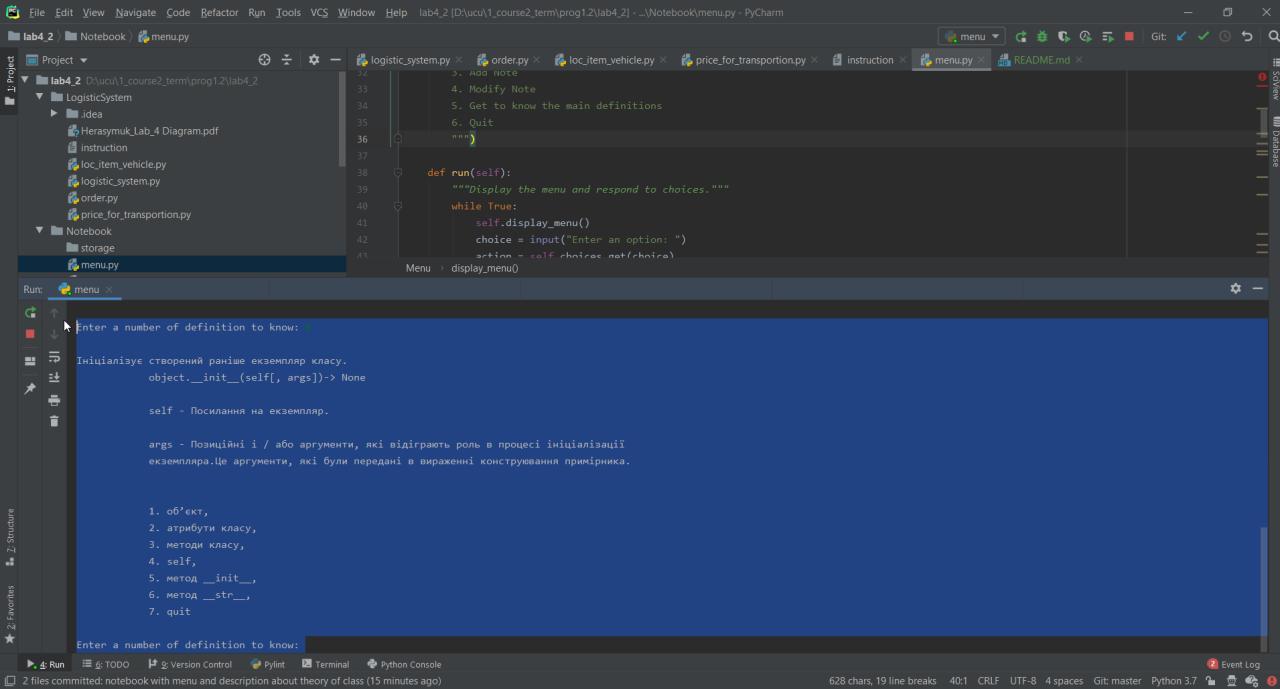 File Edit View Navigate Code Refactor Run Tools VCS Window Help lab4_2 [D:\ucu\1_course2_term\prog1.2\lab4_2] - ...\Notebook\menu.py - PyCharm
lab4_2 Notebook menu.py menu Git:
Project logistic_system.py order.py loc_item_vehicle.py price_for_transportion.py instruction menu.py README.md
1: Project
SciView
Database
lab4_2 D:\ucu\1_course2_term\prog1.2\lab4_2
LogisticSystem
.idea
Herasymuk_Lab_4 Diagram.pdf
instruction
loc_item_vehicle.py
logistic_system.py
order.py
price_for_transportion.py
Notebook
storage
menu.py
32 3. Add Note
33 4. Modify Note
34 5. Get to know the main definitions
35 6. Quit
36 """)
37
38 def run(self):
39 """Display the menu and respond to choices."""
40 while True:
41 self.display_menu()
42 choice = input("Enter an option: ")
43 action = self.choices.get(choice)
Menu display_menu()
Run: menu
Enter a number of definition to know:
Ініціалізує створений раніше екземпляр класу.
object.__init__(self[, args])-> None
self - Посилання на екземпляр.
args - Позиційні і / або аргументи, які відіграють роль в процесі ініціалізації
екземпляра.Це аргументи, які були передані в вираженні конструювання примірника.
1. об’єкт,
2. атрибути класу,
3. методи класу,
4. self,
5. метод __init__,
6. метод __str__,
7. quit
Enter a number of definition to know:
7: Structure
2: Favorites
4: Run 6: TODO 9: Version Control Pylint Terminal Python Console 2 Event Log
2 files committed: notebook with menu and description about theory of class (15 minutes ago) 628 chars, 19 line breaks 40:1 CRLF UTF-8 4 spaces Git: master Python 3.7